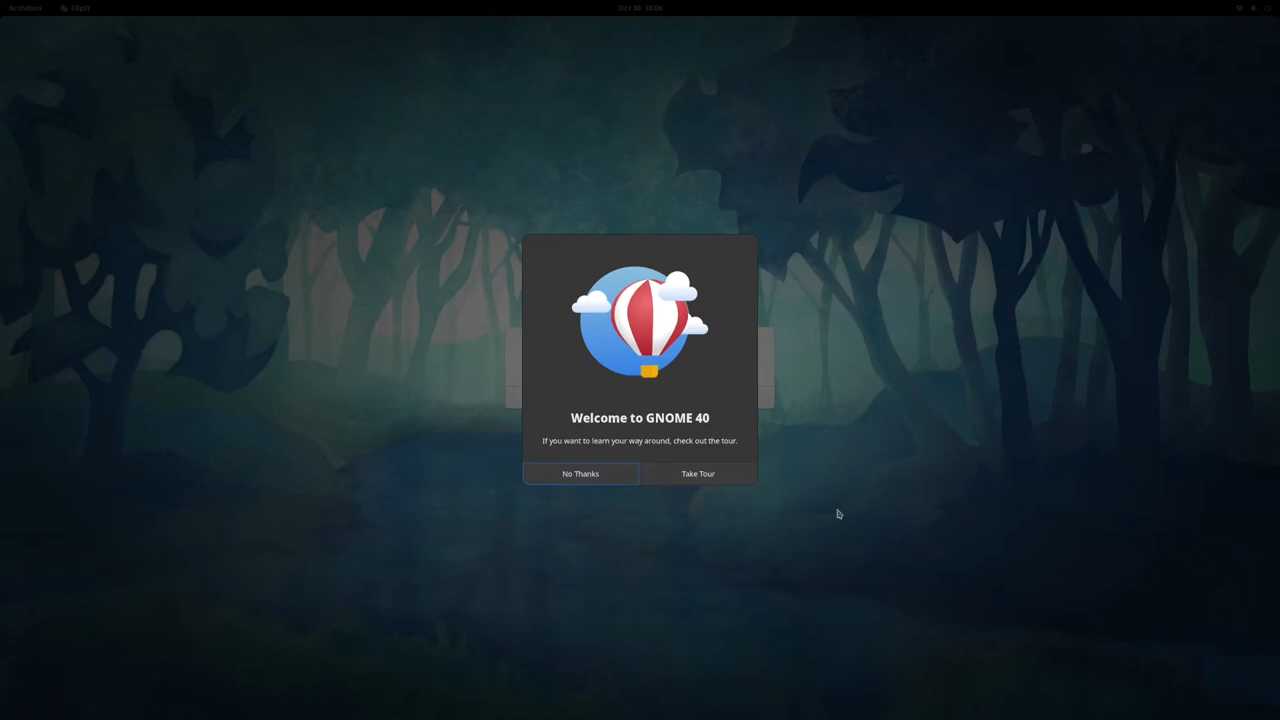 Activities ClipIt Oct 30 16:06
Welcome to GNOME 40
If you want to learn your way around, check out the tour.
No Thanks Take Tour